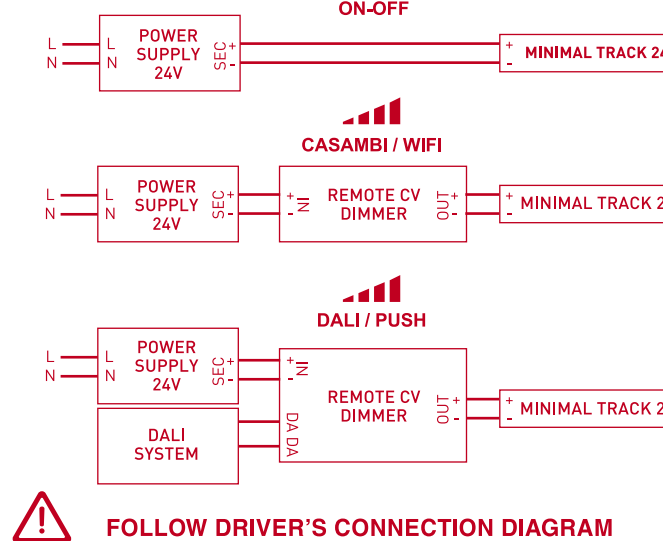 ON-OFF
L L POWER SUPPLY 24V SEC + - + - MINIMAL TRACK 24
N N
CASAMBI / WIFI
L L POWER SUPPLY 24V SEC + - + - IN REMOTE CV DIMMER OUT + - + - MINIMAL TRACK 2
N N
DALI / PUSH
L L POWER SUPPLY 24V SEC + - + - IN
N N
REMOTE CV DIMMER OUT + - + - MINIMAL TRACK 2
DALI SYSTEM DA DA
FOLLOW DRIVER'S CONNECTION DIAGRAM